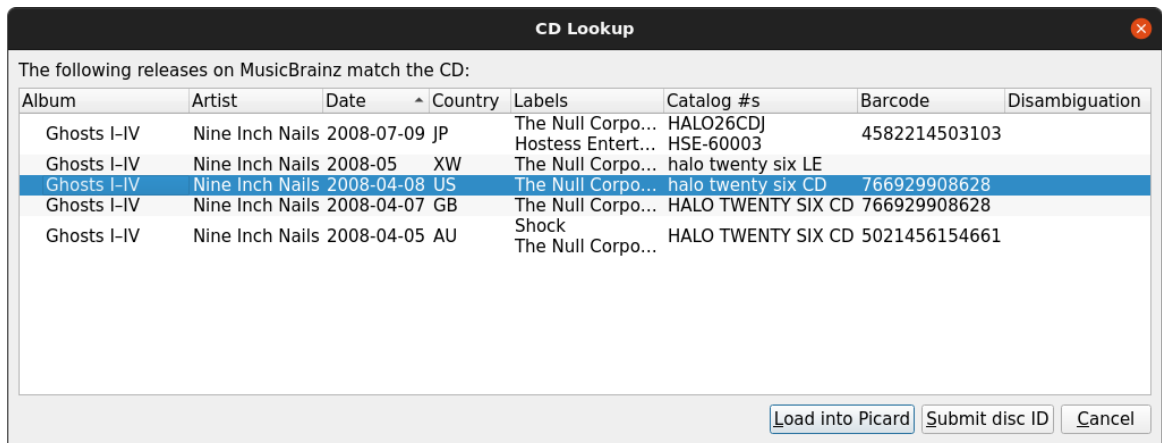 CD Lookup
The following releases on MusicBrainz match the CD:
Album Artist Date Country Labels Catalog #s Barcode Disambiguation
Ghosts I–IV Nine Inch Nails 2008-07-09 JP The Null Corpo... HALO26CDJ 4582214503103
Hostess Entert... HSE-60003
Ghosts I–IV Nine Inch Nails 2008-05 XW The Null Corpo... halo twenty six LE
Ghosts I–IV Nine Inch Nails 2008-04-08 US The Null Corpo... halo twenty six CD 766929908628
Ghosts I–IV Nine Inch Nails 2008-04-07 GB The Null Corpo... HALO TWENTY SIX CD 766929908628
Ghosts I–IV Nine Inch Nails 2008-04-05 AU Shock HALO TWENTY SIX CD 5021456154661
The Null Corpo...
Load into Picard Submit disc ID Cancel